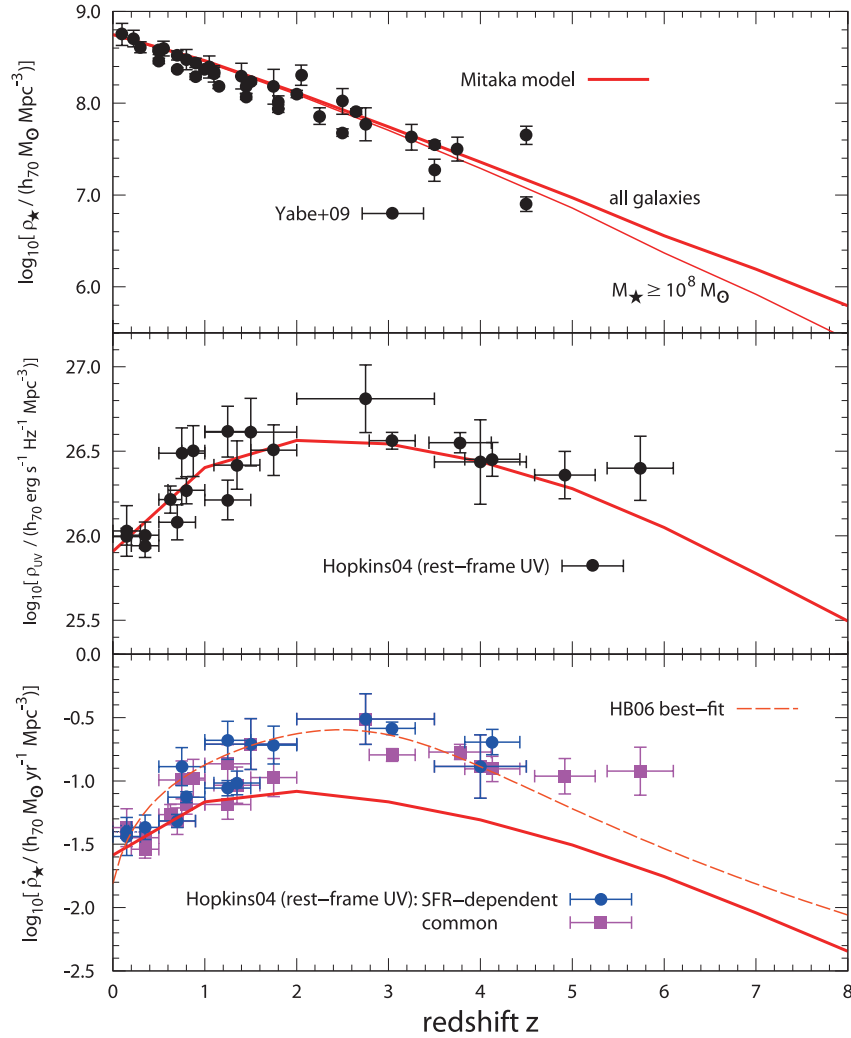 9.0
8.0
7.0
6.0
log₁₀[ ρ★ / (h₇₀ M⊙ Mpc⁻³)]
Mitaka model
Yabe+09
all galaxies
M★ ≥ 10⁸ M⊙
27.0
26.5
26.0
25.5
log₁₀[ ρUV / (h₇₀ erg s⁻¹ Hz⁻¹ Mpc⁻³)]
Hopkins04 (rest−frame UV)
0.0
-0.5
-1.0
-1.5
-2.0
-2.5
log₁₀[ ρ̇★ / (h₇₀ M⊙ yr⁻¹ Mpc⁻³)]
HB06 best−fit
Hopkins04 (rest−frame UV): SFR−dependent
common
0 1 2 3 4 5 6 7 8
redshift z